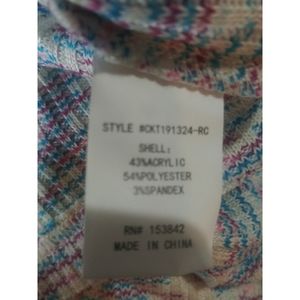 STYLE #CKT191324-RC
SHELL:
43%ACRYLIC
54%POLYESTER
3%SPANDEX
RN# 153842
MADE IN CHINA